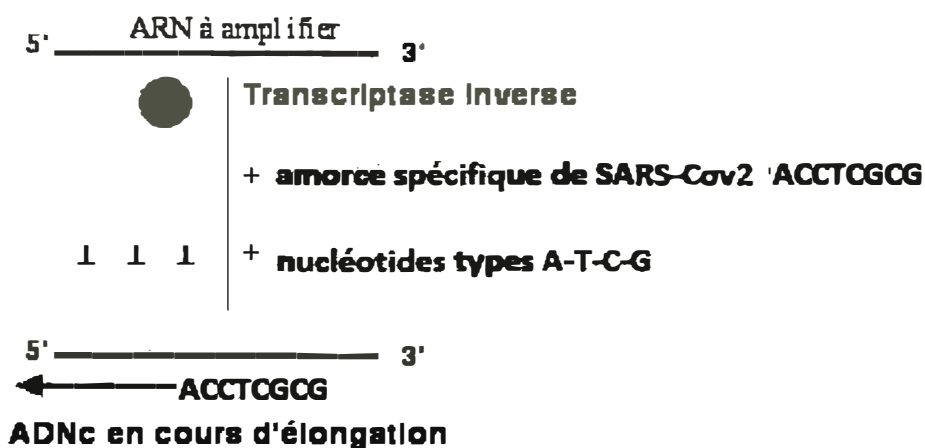 ARN à amplifier
5' 3'
Transcriptase Inverse
+ amorce spécifique de SARS-Cov2 'ACCTCGCG
+ nucléotides types A-T-C-G
5' 3'
ACCTCGCG
ADNc en cours d'élongation